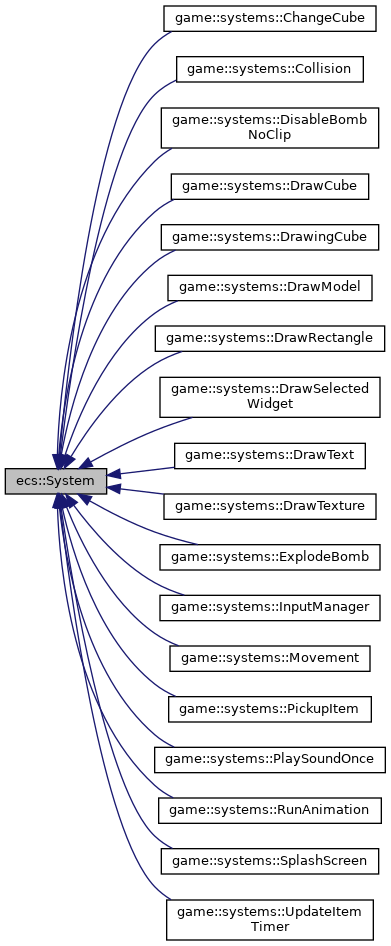 game::systems::ChangeCube
game::systems::Collision
game::systems::DisableBomb
NoClip
game::systems::DrawCube
game::systems::DrawingCube
game::systems::DrawModel
game::systems::DrawRectangle
game::systems::DrawSelected
Widget
game::systems::DrawText
ecs::System
game::systems::DrawTexture
game::systems::ExplodeBomb
game::systems::InputManager
game::systems::Movement
game::systems::PickupItem
game::systems::PlaySoundOnce
game::systems::RunAnimation
game::systems::SplashScreen
game::systems::UpdateItem
Timer